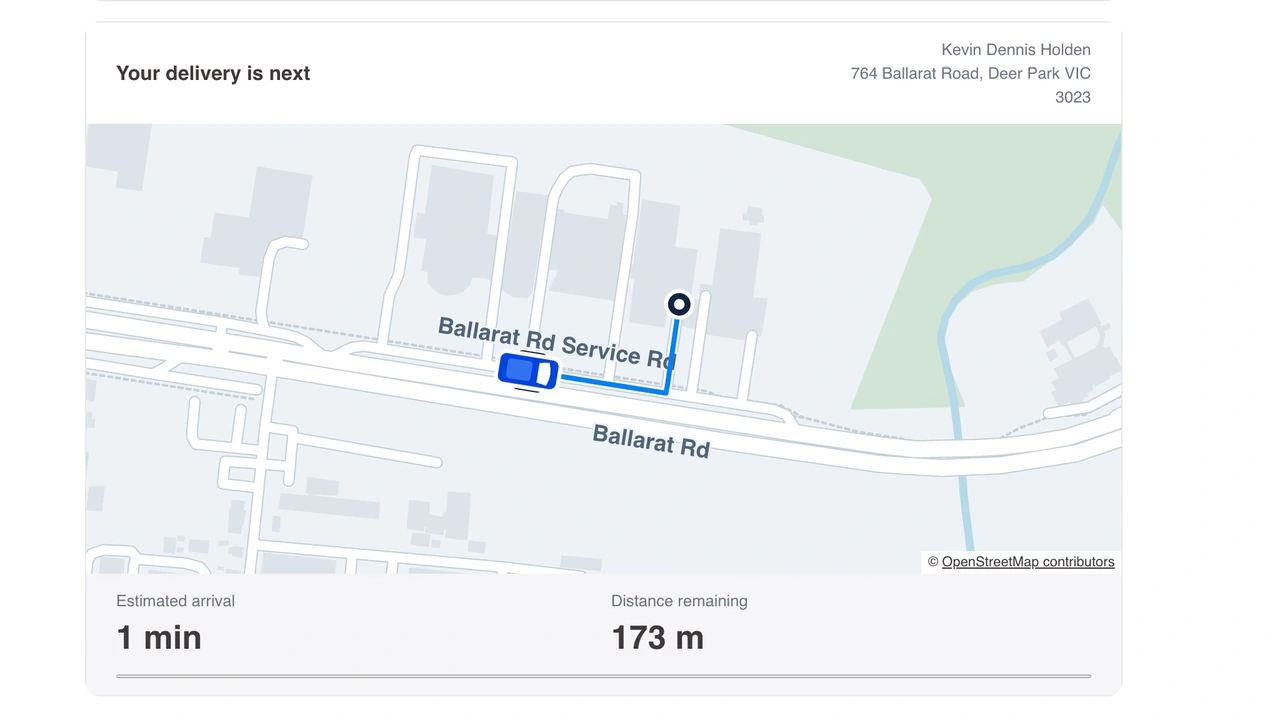 Your delivery is next
Kevin Dennis Holden
764 Ballarat Road, Deer Park VIC
3023
Ballarat Rd Service Rd
Ballarat Rd
© OpenStreetMap contributors
Estimated arrival
1 min
Distance remaining
173 m